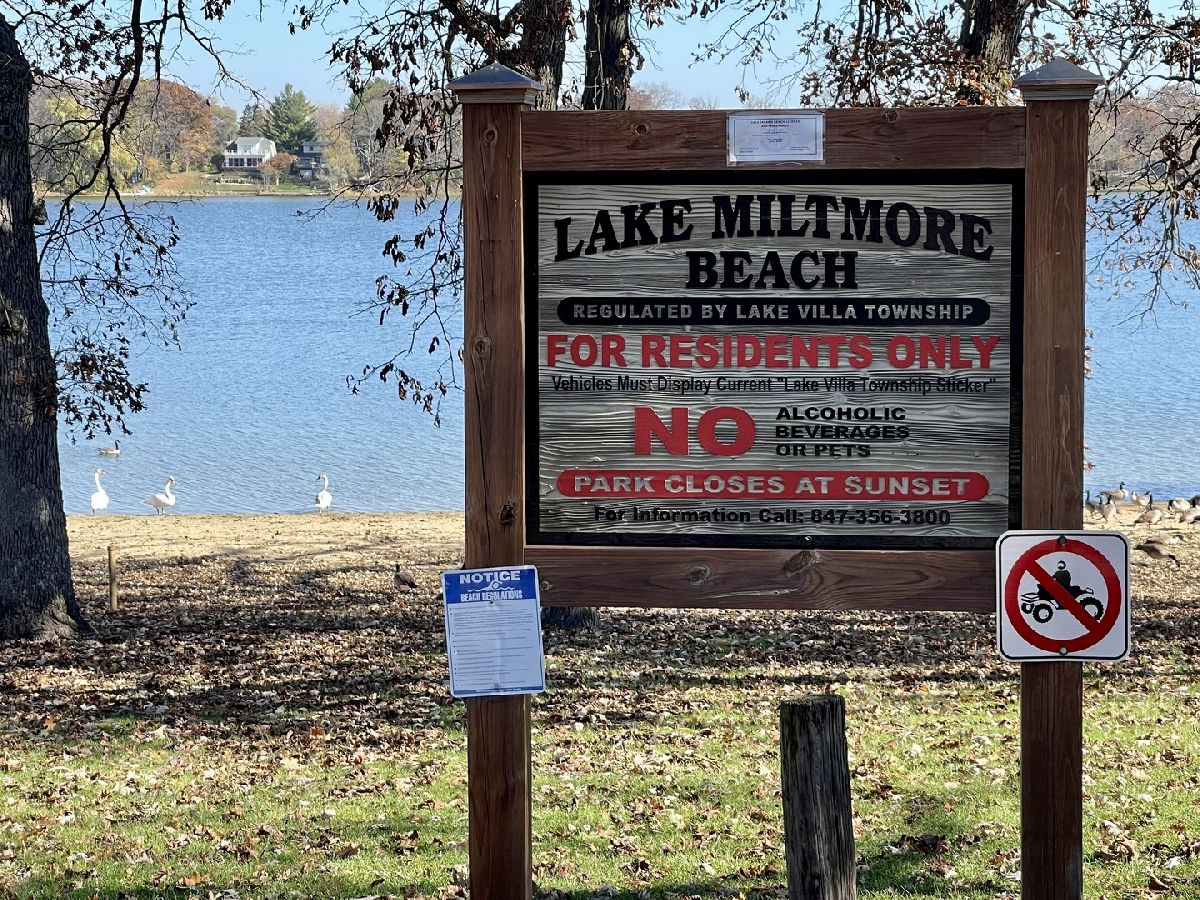 LAKE MILTMORE
BEACH
REGULATED BY LAKE VILLA TOWNSHIP
FOR RESIDENTS ONLY
Vehicles Must Display Current "Lake Villa Township Sticker"
NO ALCOHOLIC
BEVERAGES
OR PETS
PARK CLOSES AT SUNSET
For Information Call: 847-356-3800
NOTICE
BEACH REGULATIONS